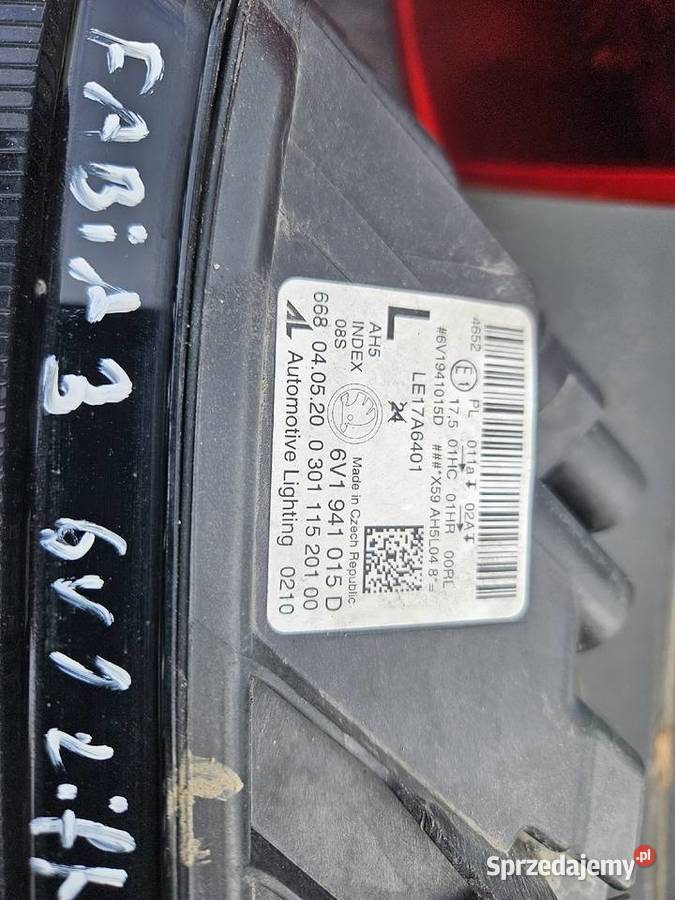 FABiA 3 6V1 Lift
4652
#6V1941015D ###*X59 AH5L04 8*=
E1 PL 011a 02A
17,5 01HC 01HR 00RL
L
LE17A6401
24
AH5
INDEX
08S
Made in Czech Republic
6V1 941 015 D
668 04.05.20 0 301 115 201 00
AL Automotive Lighting 0210
Sprzedajemy.pl